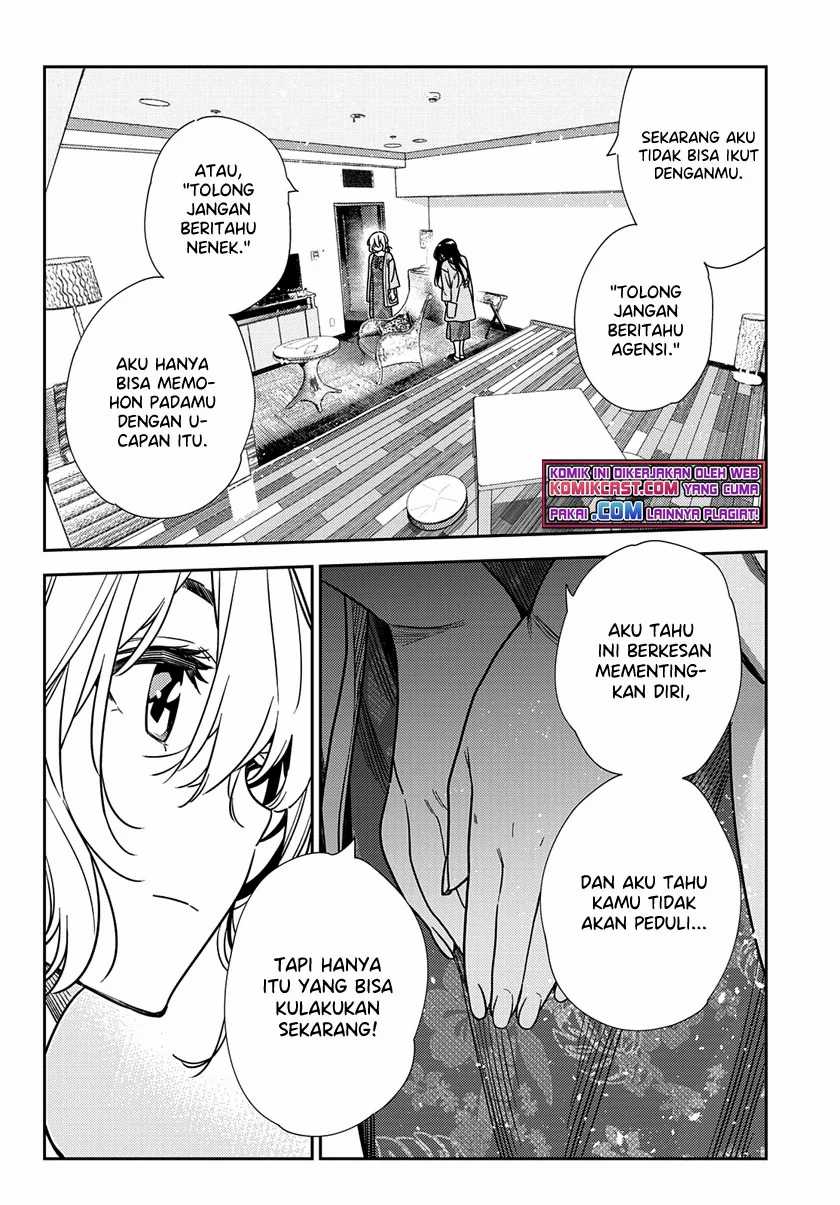 SEKARANG AKU
TIDAK BISA IKUT
DENGANMU.
"TOLONG
JANGAN
BERITAHU
AGENSI."
ATAU,
"TOLONG
JANGAN
BERITAHU
NENEK."
AKU HANYA
BISA MEMO-
HON PADAMU
DENGAN U-
CAPAN ITU.
KOMIK INI DIKERJAKAN OLEH WEB
KOMIKCAST.COM YANG CUMA
PAKAI .COM LAINNYA PLAGIAT!
AKU TAHU
INI BERKESAN
MEMENTING-
KAN DIRI,
DAN AKU TAHU
KAMU TIDAK
AKAN PEDULI...
TAPI HANYA
ITU YANG BISA
KULAKUKAN
SEKARANG!